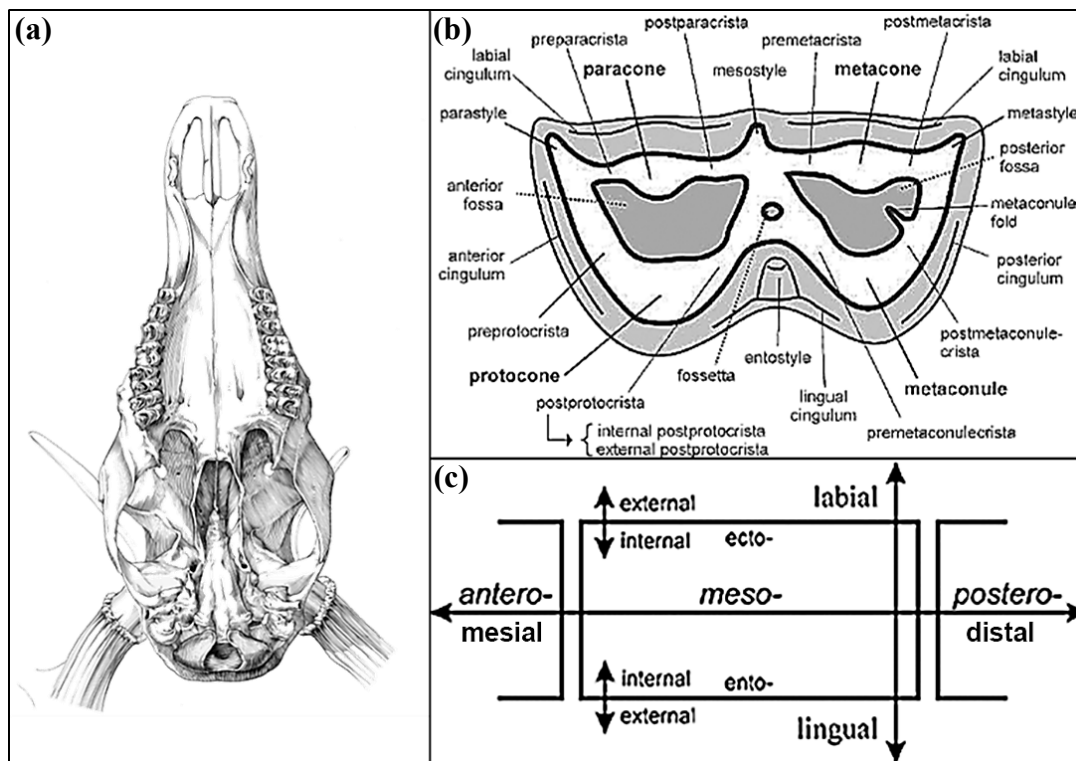 (a)
(b)
postparacrista
postmetacrista
preparacrista
premetacrista
labial
cingulum
paracone
mesostyle
metacone
labial
cingulum
parastyle
metastyle
anterior
fossa
posterior
fossa
metaconule
fold
anterior
cingulum
posterior
cingulum
preprotocrista
postmetaconule-
crista
protocone
fossetta
entostyle
lingual
cingulum
metaconule
postprotocrista
premetaconulecrista
internal postprotocrista
external postprotocrista
(c)
labial
external
internal
ecto-
antero-
meso-
postero-
mesial
distal
internal
ento-
external
lingual